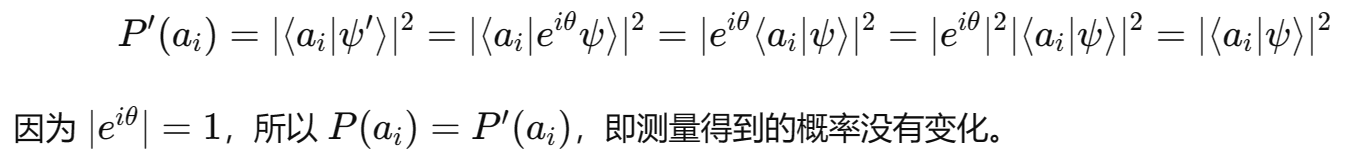 P′(a_i) = |⟨a_i|ψ′⟩|² = |⟨a_i|e^{iθ}ψ⟩|² = |e^{iθ}⟨a_i|ψ⟩|² = |e^{iθ}|²|⟨a_i|ψ⟩|² = |⟨a_i|ψ⟩|²
因为 |e^{iθ}| = 1，所以 P(a_i) = P′(a_i)，即测量得到的概率没有变化。